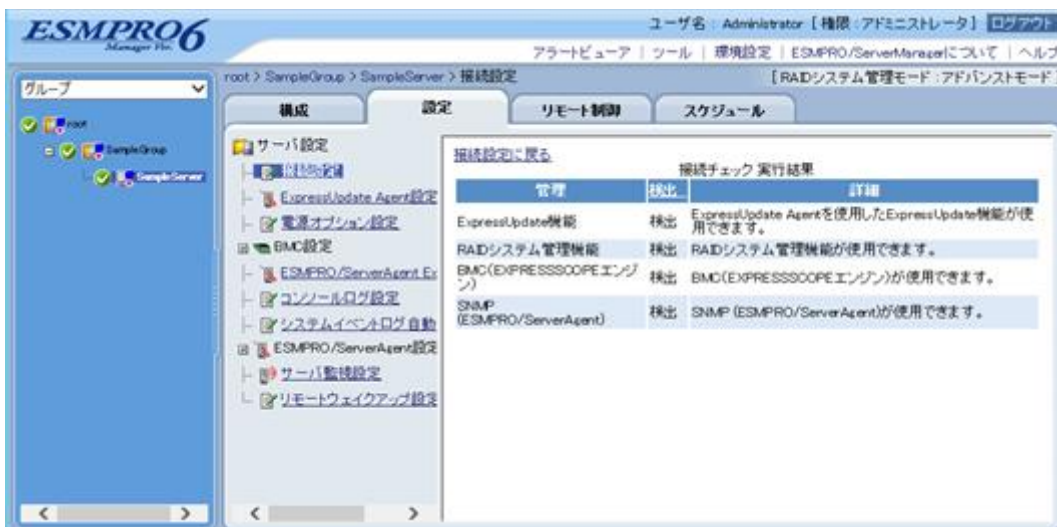 ESMPRO6
Manager Ver.
ユーザ名 : Administrator [ 権限 : アドミニストレータ ] ログアウト
アラートビューア | ツール | 環境設定 | ESMPRO/ServerManagerについて | ヘルプ
グループ
root
SampleGroup
SampleServer
root > SampleGroup > SampleServer > 接続設定
[ RAIDシステム管理モード : アドバンストモード
構成
設定
リモート制御
スケジュール
サーバ設定
接続設定
ExpressUpdate Agent設定
電源オプション設定
BMC設定
ESMPRO/ServerAgent Ex
コンソールログ設定
システムイベントログ自動
ESMPRO/ServerAgent設定
サーバ監視設定
リモートウェイクアップ設定
接続設定に戻る
接続チェック 実行結果
管理 検出 詳細
ExpressUpdate機能 検出 ExpressUpdate Agentを使用したExpressUpdate機能が使
用できます。
RAIDシステム管理機能 検出 RAIDシステム管理機能が使用できます。
BMC(EXPRESSSCOPEエンジ
ン) 検出 BMC(EXPRESSSCOPEエンジン)が使用できます。
SNMP
(ESMPRO/ServerAgent) 検出 SNMP (ESMPRO/ServerAgent)が使用できます。